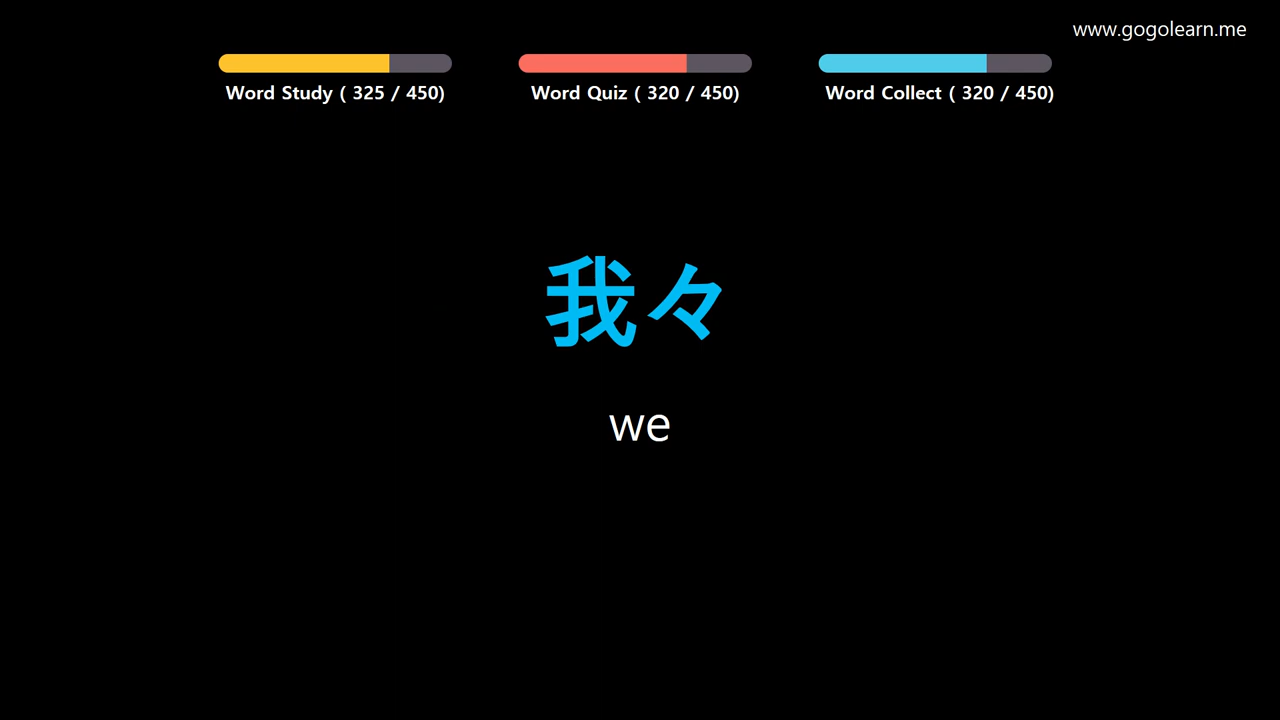 www.gogolearn.me
Word Study ( 325 / 450)
Word Quiz ( 320 / 450)
Word Collect ( 320 / 450)
我々
we